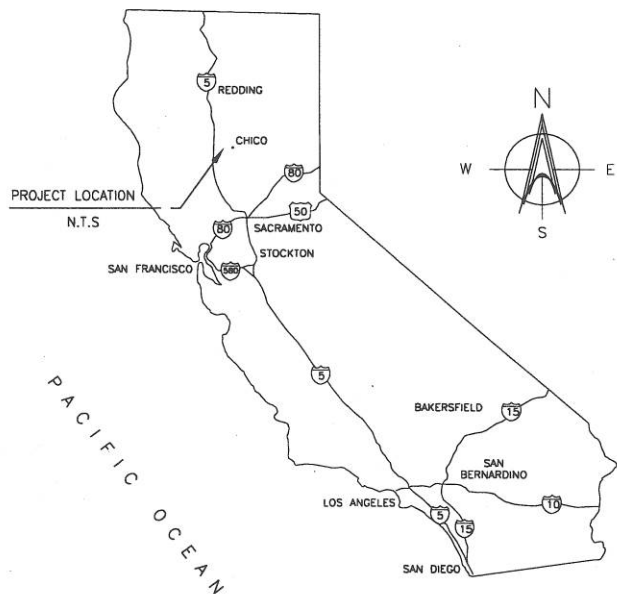 5
REDDING
N
CHICO
80
W
E
PROJECT LOCATION
N.T.S
50
80
SACRAMENTO
S
STOCKTON
SAN FRANCISCO
580
5
BAKERSFIELD
15
SAN
BERNARDINO
LOS ANGELES
10
5
15
SAN DIEGO
PACIFIC OCEAN